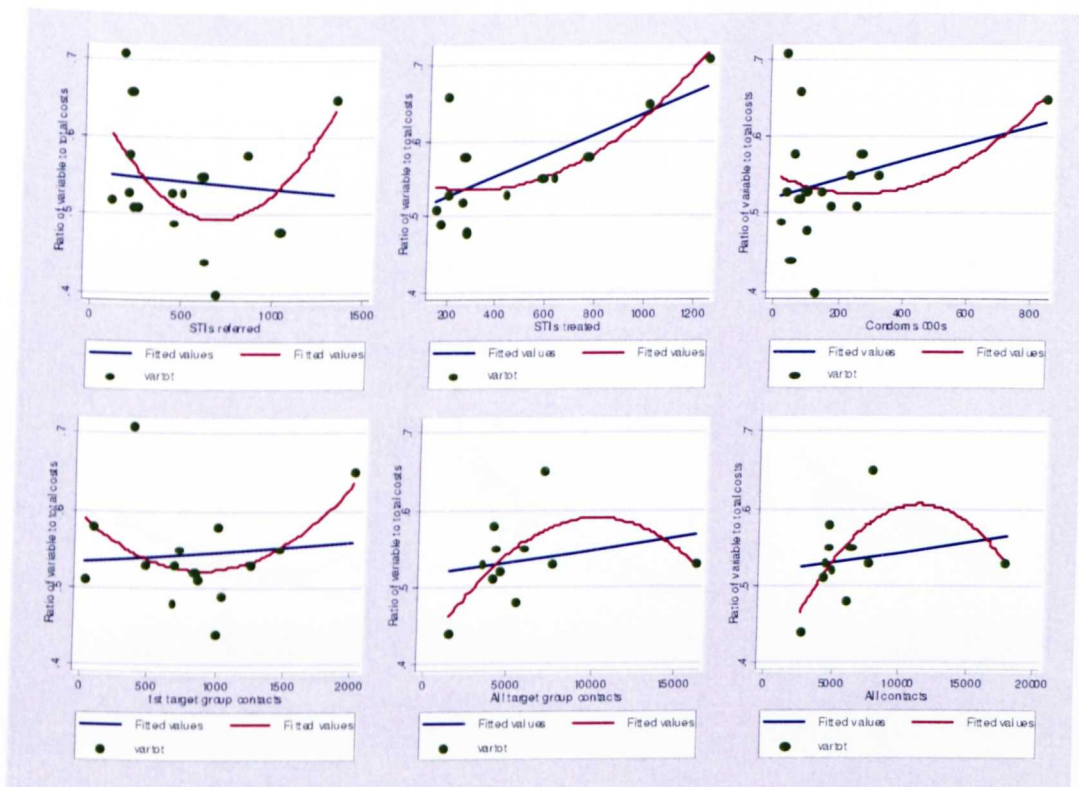 Ratio of variable to total costs
.7
.6
.5
.4
0 500 1000 1500
STIs referred
Fitted values Fitted values
vartot
Ratio of variable to total costs
.7
.6
.5
.4
200 400 600 800 1000 1200
STIs treated
Fitted values Fitted values
vartot
Ratio of variable to total costs
.7
.6
.5
.4
0 200 400 600 800
Condoms 000s
Fitted values Fitted values
vartot
Ratio of variable to total costs
.7
.6
.5
.4
0 500 1000 1500 2000
1st target group contacts
Fitted values Fitted values
vartot
Ratio of variable to total costs
.7
.6
.5
.4
0 5000 10000 15000
All target group contacts
Fitted values Fitted values
vartot
Ratio of variable to total costs
.7
.6
.5
.4
0 5000 10000 15000 20000
All contacts
Fitted values Fitted values
vartot